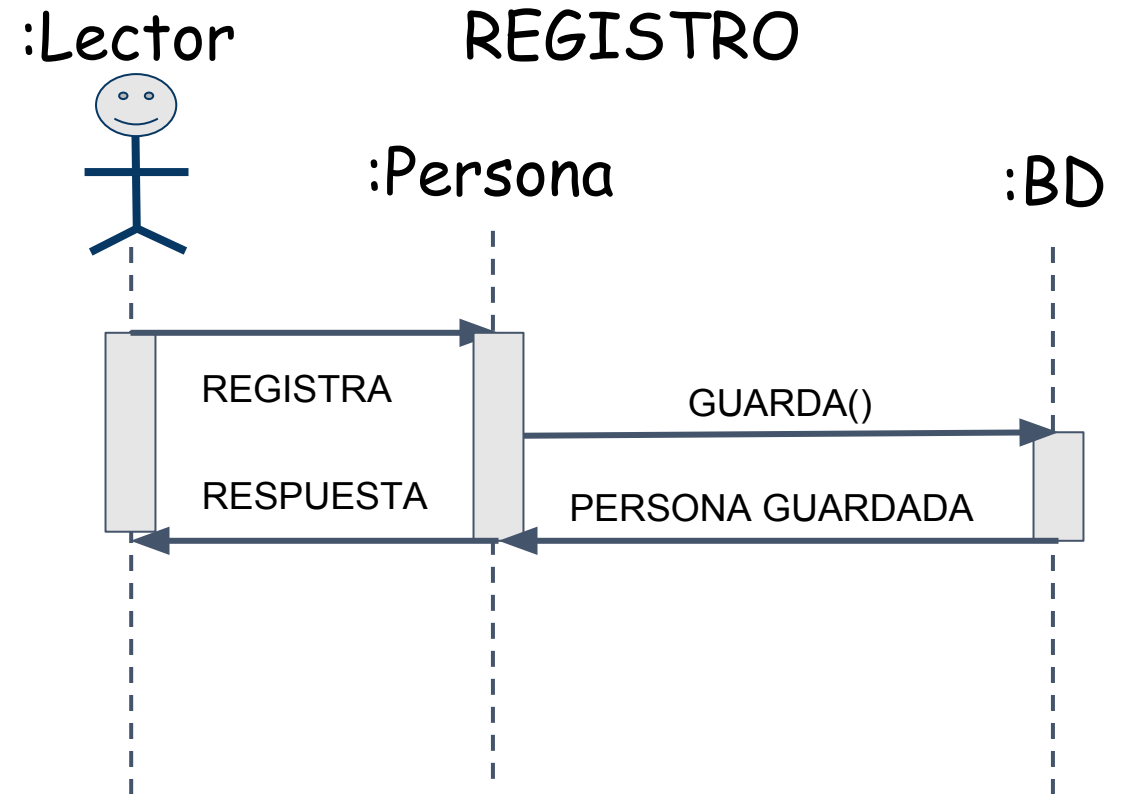 :Lector
REGISTRO
:Persona
:BD
REGISTRA
GUARDA()
RESPUESTA
PERSONA GUARDADA